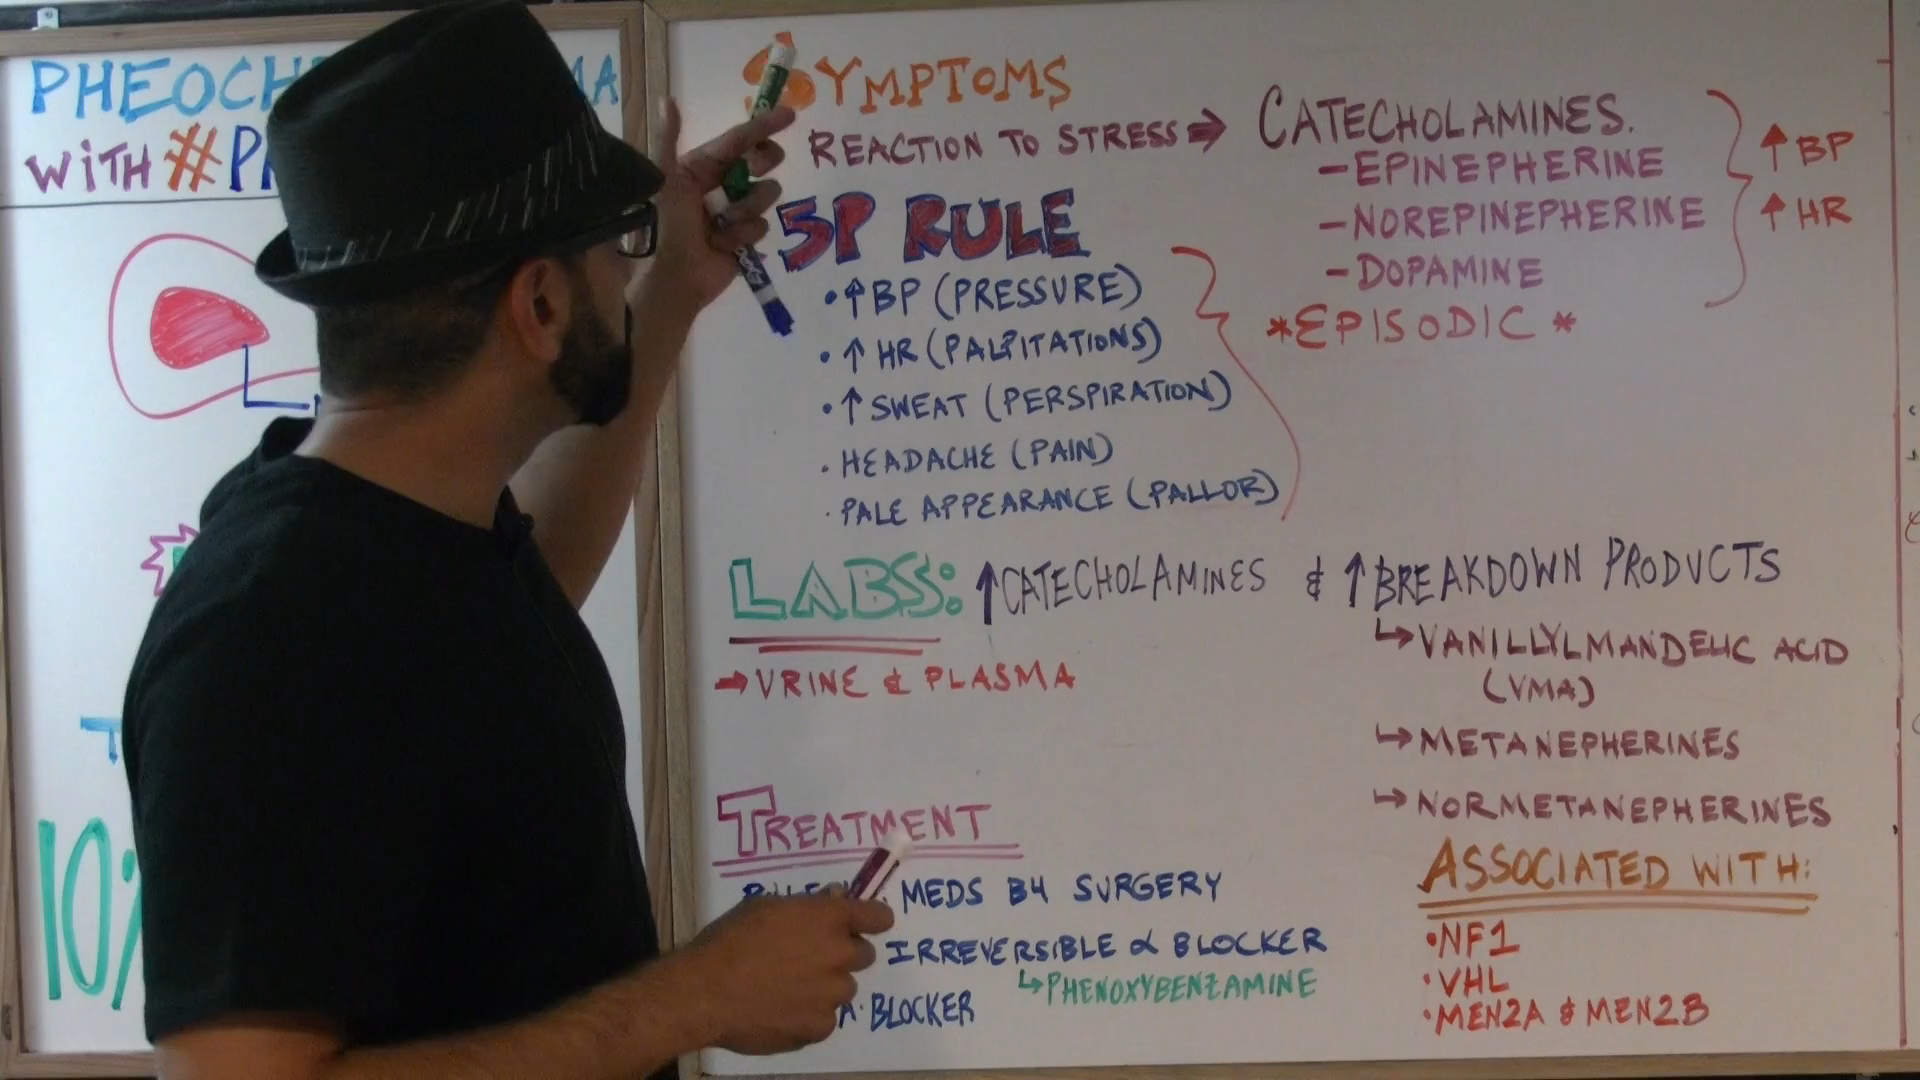 WITH
SYMPTOMS
REACTION TO STRESS → CATECHOLAMINES.
- EPINEPHERINE
- NOREPINEPHERINE
- DOPAMINE
↑ BP
↑ HR
*EPISODIC*
5P RULE
• ↑ BP (PRESSURE)
• ↑ HR (PALPITATIONS)
• ↑ SWEAT (PERSPIRATION)
· HEADACHE (PAIN)
· PALE APPEARANCE (PALLOR)
LABS: ↑ CATECHOLAMINES & ↑ BREAKDOWN PRODUCTS
↳ VANILLYLMANDELIC ACID
(VMA)
↳ METANEPHERINES
↳ NORMETANEPHERINES
→ URINE & PLASMA
TREATMENT
MEDS B4 SURGERY
IRREVERSIBLE α BLOCKER
↳ PHENOXYBENZAMINE
BLOCKER
ASSOCIATED WITH:
• NF1
• VHL
• MEN2A & MEN2B
10%